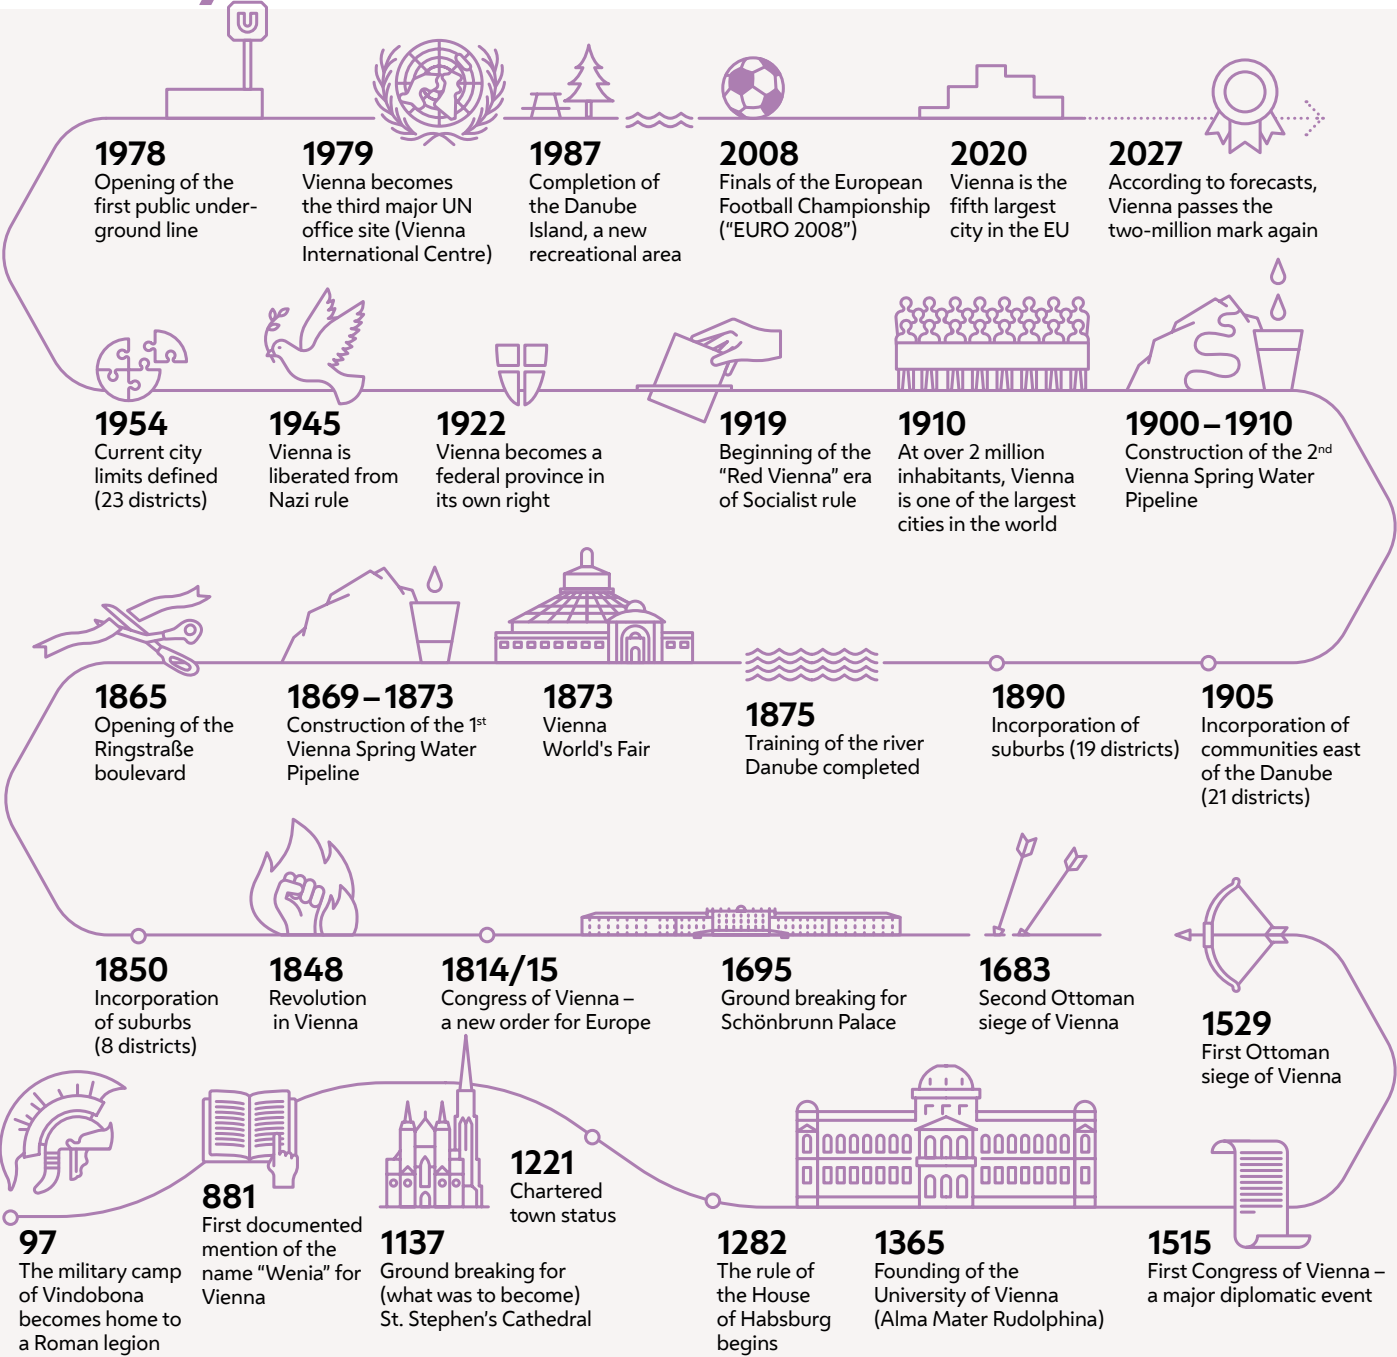 U
1978
Opening of the
first public under-
ground line
1979
Vienna becomes
the third major UN
office site (Vienna
International Centre)
1987
Completion of
the Danube
Island, a new
recreational area
2008
Finals of the European
Football Championship
(“EURO 2008”)
2020
Vienna is the
fifth largest
city in the EU
2027
According to forecasts,
Vienna passes the
two-million mark again
1954
Current city
limits defined
(23 districts)
1945
Vienna is
liberated from
Nazi rule
1922
Vienna becomes a
federal province in
its own right
1919
Beginning of the
“Red Vienna” era
of Socialist rule
1910
At over 2 million
inhabitants, Vienna
is one of the largest
cities in the world
1900 – 1910
Construction of the 2nd
Vienna Spring Water
Pipeline
1865
Opening of the
Ringstraße
boulevard
1869 – 1873
Construction of the 1st
Vienna Spring Water
Pipeline
1873
Vienna
World's Fair
1875
Training of the river
Danube completed
1890
Incorporation of
suburbs (19 districts)
1905
Incorporation of
communities east
of the Danube
(21 districts)
1850
Incorporation
of suburbs
(8 districts)
1848
Revolution
in Vienna
1814/15
Congress of Vienna –
a new order for Europe
1695
Ground breaking for
Schönbrunn Palace
1683
Second Ottoman
siege of Vienna
1529
First Ottoman
siege of Vienna
97
The military camp
of Vindobona
becomes home to
a Roman legion
881
First documented
mention of the
name “Wenia” for
Vienna
1137
Ground breaking for
(what was to become)
St. Stephen’s Cathedral
1221
Chartered
town status
1282
The rule of
the House
of Habsburg
begins
1365
Founding of the
University of Vienna
(Alma Mater Rudolphina)
1515
First Congress of Vienna –
a major diplomatic event